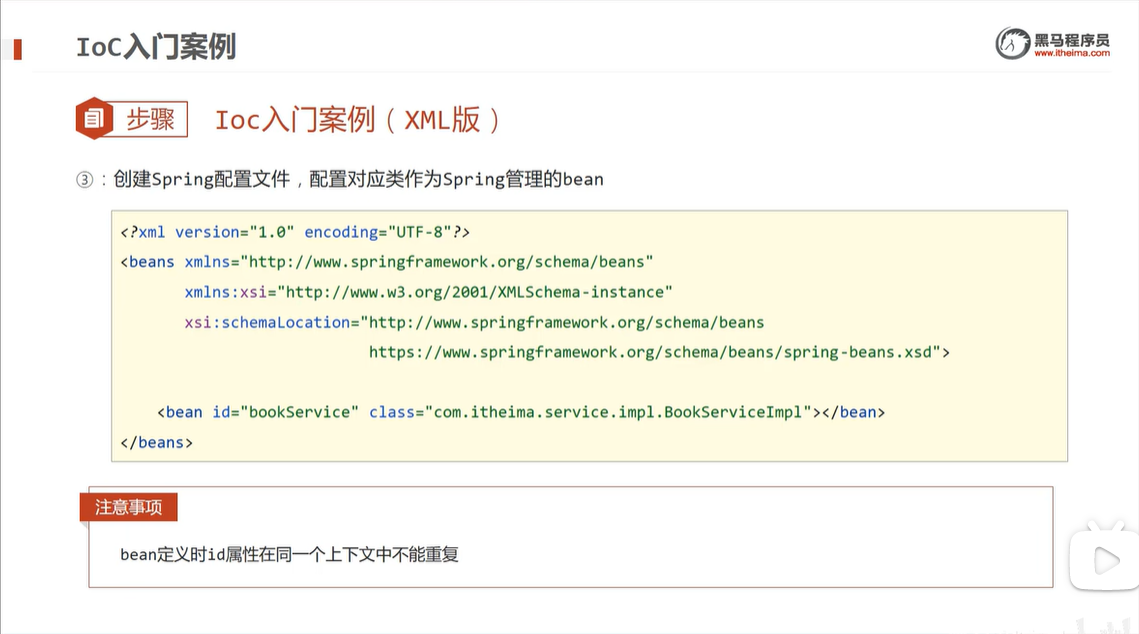 IoC入门案例
黑马程序员
www.itheima.com
步骤
Ioc入门案例（XML版）
③：创建Spring配置文件，配置对应类作为Spring管理的bean
<?xml version="1.0" encoding="UTF-8"?>
<beans xmlns="http://www.springframework.org/schema/beans"
xmlns:xsi="http://www.w3.org/2001/XMLSchema-instance"
xsi:schemaLocation="http://www.springframework.org/schema/beans
https://www.springframework.org/schema/beans/spring-beans.xsd">
<bean id="bookService" class="com.itheima.service.impl.BookServiceImpl"></bean>
</beans>
注意事项
bean定义时id属性在同一个上下文中不能重复